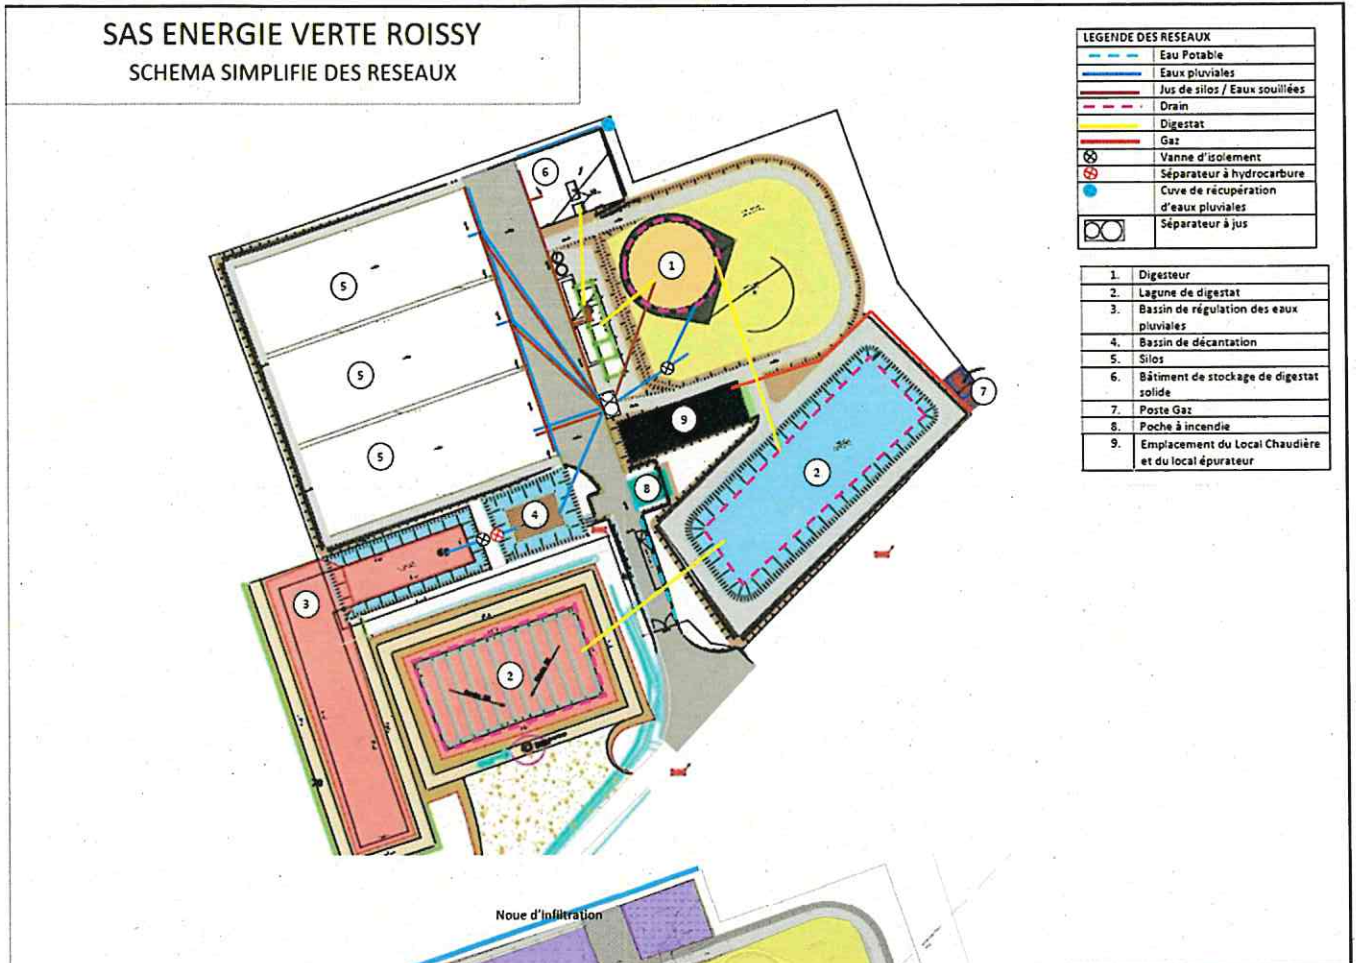 SAS ENERGIE VERTE ROISSY
SCHEMA SIMPLIFIE DES RESEAUX
LEGENDE DES RESEAUX
Eau Potable
Eaux pluviales
Jus de silos / Eaux souillées
Drain
Digestat
Gaz
Vanne d'isolement
Séparateur à hydrocarbure
Cuve de récupération
d'eaux pluviales
Séparateur à jus
1. Digesteur
2. Lagune de digestat
3. Bassin de régulation des eaux
pluviales
4. Bassin de décantation
5. Silos
6. Bâtiment de stockage de digestat
solide
7. Poste Gaz
8. Poche à incendie
9. Emplacement du Local Chaudière
et du local épurateur
6
1
5
5
7
9
5
2
8
4
3
2
Noue d'infiltration